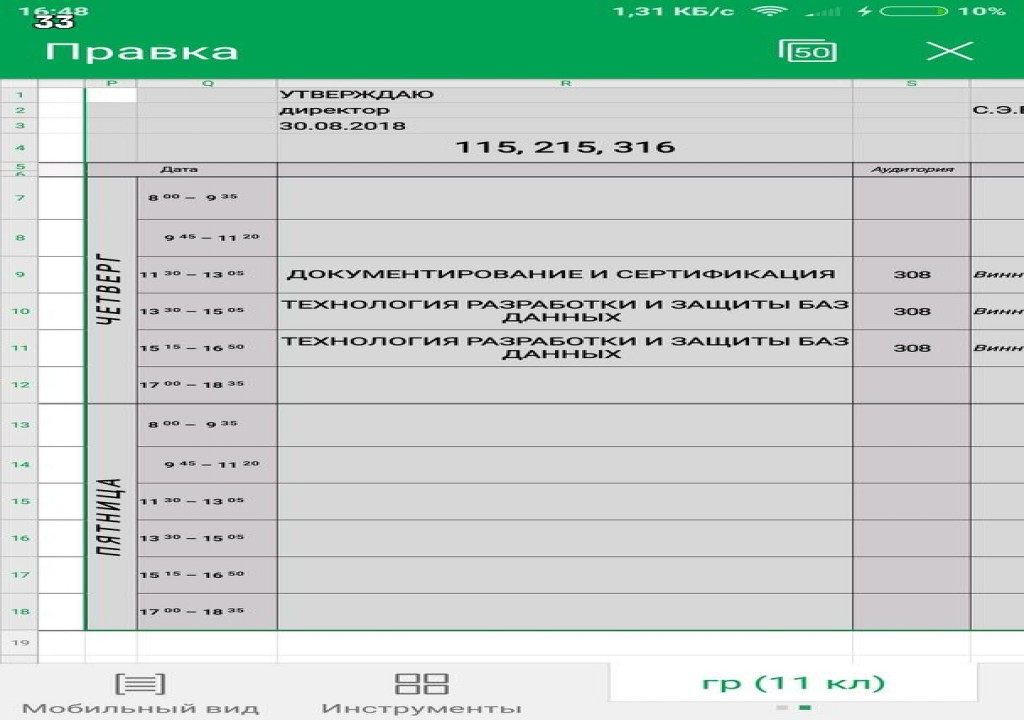 16:48 1,31 КБ/с 10%
33
Правка 50
P Q R S
1 УТВЕРЖДАЮ
2 директор С.Э.
3 30.08.2018
4 115, 215, 316
5 Дата Аудитория
6
ЧЕТВЕРГ
7 8 00 – 9 35
8 9 45 – 11 20
9 11 30 – 13 05 ДОКУМЕНТИРОВАНИЕ И СЕРТИФИКАЦИЯ 308 Винн
10 13 30 – 15 05 ТЕХНОЛОГИЯ РАЗРАБОТКИ И ЗАЩИТЫ БАЗ
ДАННЫХ 308 Винн
11 15 15 – 16 50 ТЕХНОЛОГИЯ РАЗРАБОТКИ И ЗАЩИТЫ БАЗ
ДАННЫХ 308 Винн
12 17 00 – 18 35
ПЯТНИЦА
13 8 00 – 9 35
14 9 45 – 11 20
15 11 30 – 13 05
16 13 30 – 15 05
17 15 15 – 16 50
18 17 00 – 18 35
19
Мобильный вид Инструменты гр (11 кл)